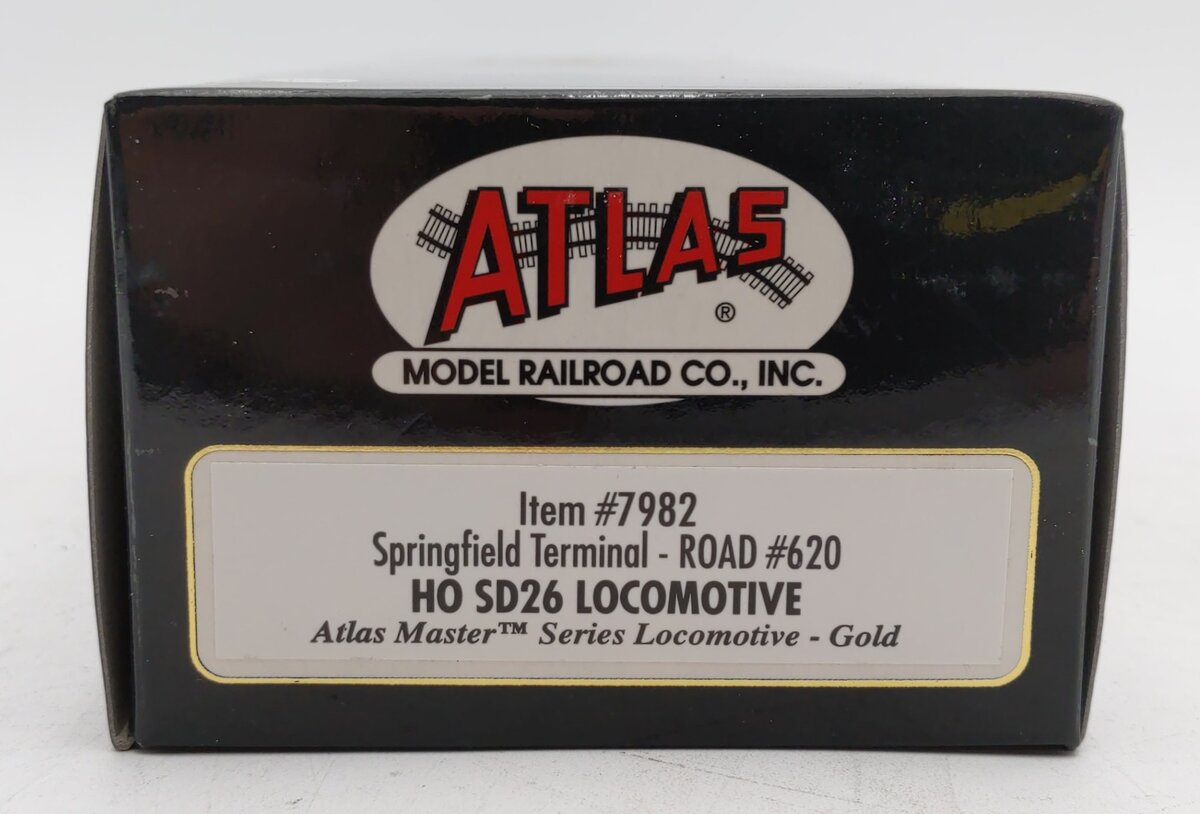 ATLAS
®
MODEL RAILROAD CO., INC.
Item #7982
Springfield Terminal - ROAD #620
HO SD26 LOCOMOTIVE
Atlas Master™ Series Locomotive - Gold